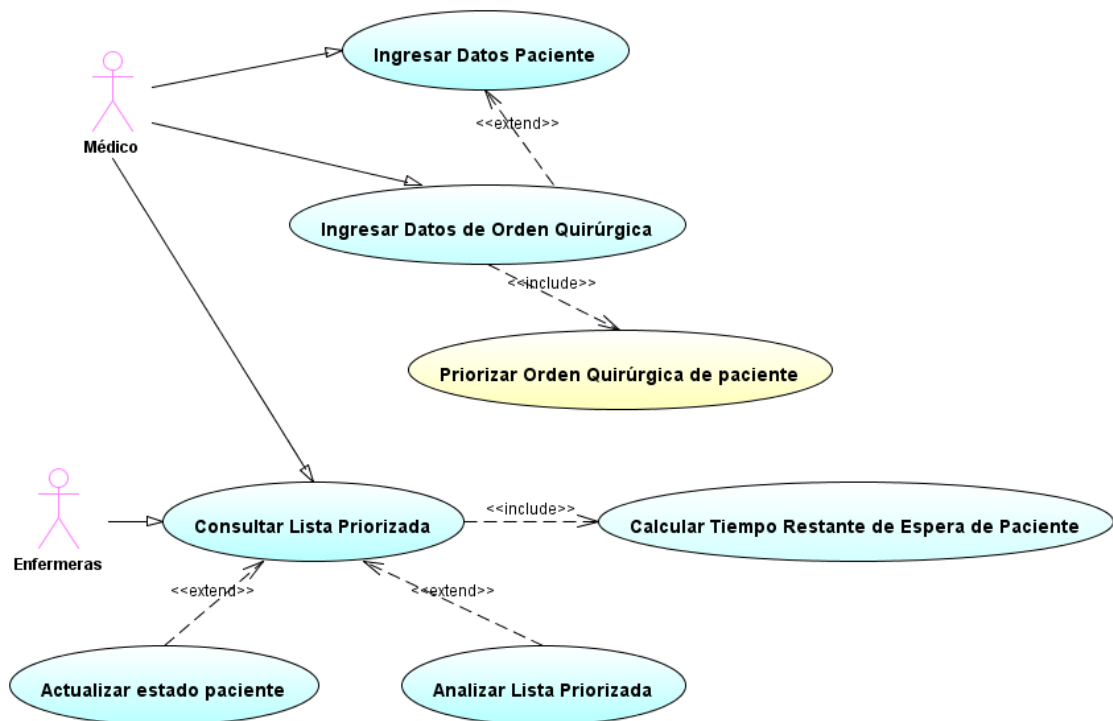 Ingresar Datos Paciente
<<extend>>
Médico
Ingresar Datos de Orden Quirúrgica
<<include>>
Priorizar Orden Quirúrgica de paciente
Consultar Lista Priorizada
<<include>>
Calcular Tiempo Restante de Espera de Paciente
Enfermeras
<<extend>>
<<extend>>
Actualizar estado paciente
Analizar Lista Priorizada